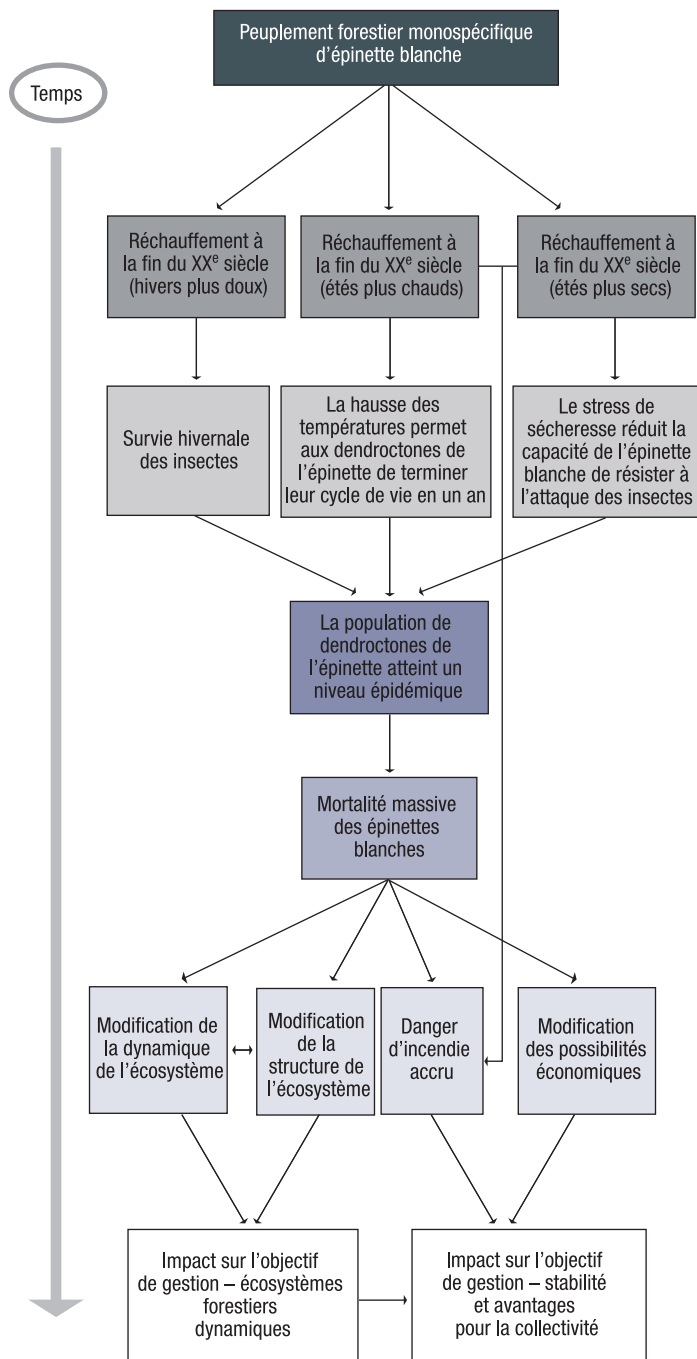 Peuplement forestier monospécifique
d'épinette blanche
Temps
Réchauffement à
la fin du XXe siècle
(hivers plus doux)
Réchauffement à
la fin du XXe siècle
(étés plus chauds)
Réchauffement à
la fin du XXe siècle
(étés plus secs)
Survie hivernale
des insectes
La hausse des
températures permet
aux dendroctones de
l'épinette de terminer
leur cycle de vie en un an
Le stress de
sécheresse réduit la
capacité de l'épinette
blanche de résister à
l'attaque des insectes
La population de
dendroctones de
l'épinette atteint un
niveau épidémique
Mortalité massive
des épinettes
blanches
Modification de
la dynamique
de l'écosystème
Modification
de la
structure de
l'écosystème
Danger
d'incendie
accru
Modification
des possibilités
économiques
Impact sur l'objectif
de gestion – écosystèmes
forestiers
dynamiques
Impact sur l'objectif
de gestion – stabilité
et avantages
pour la collectivité